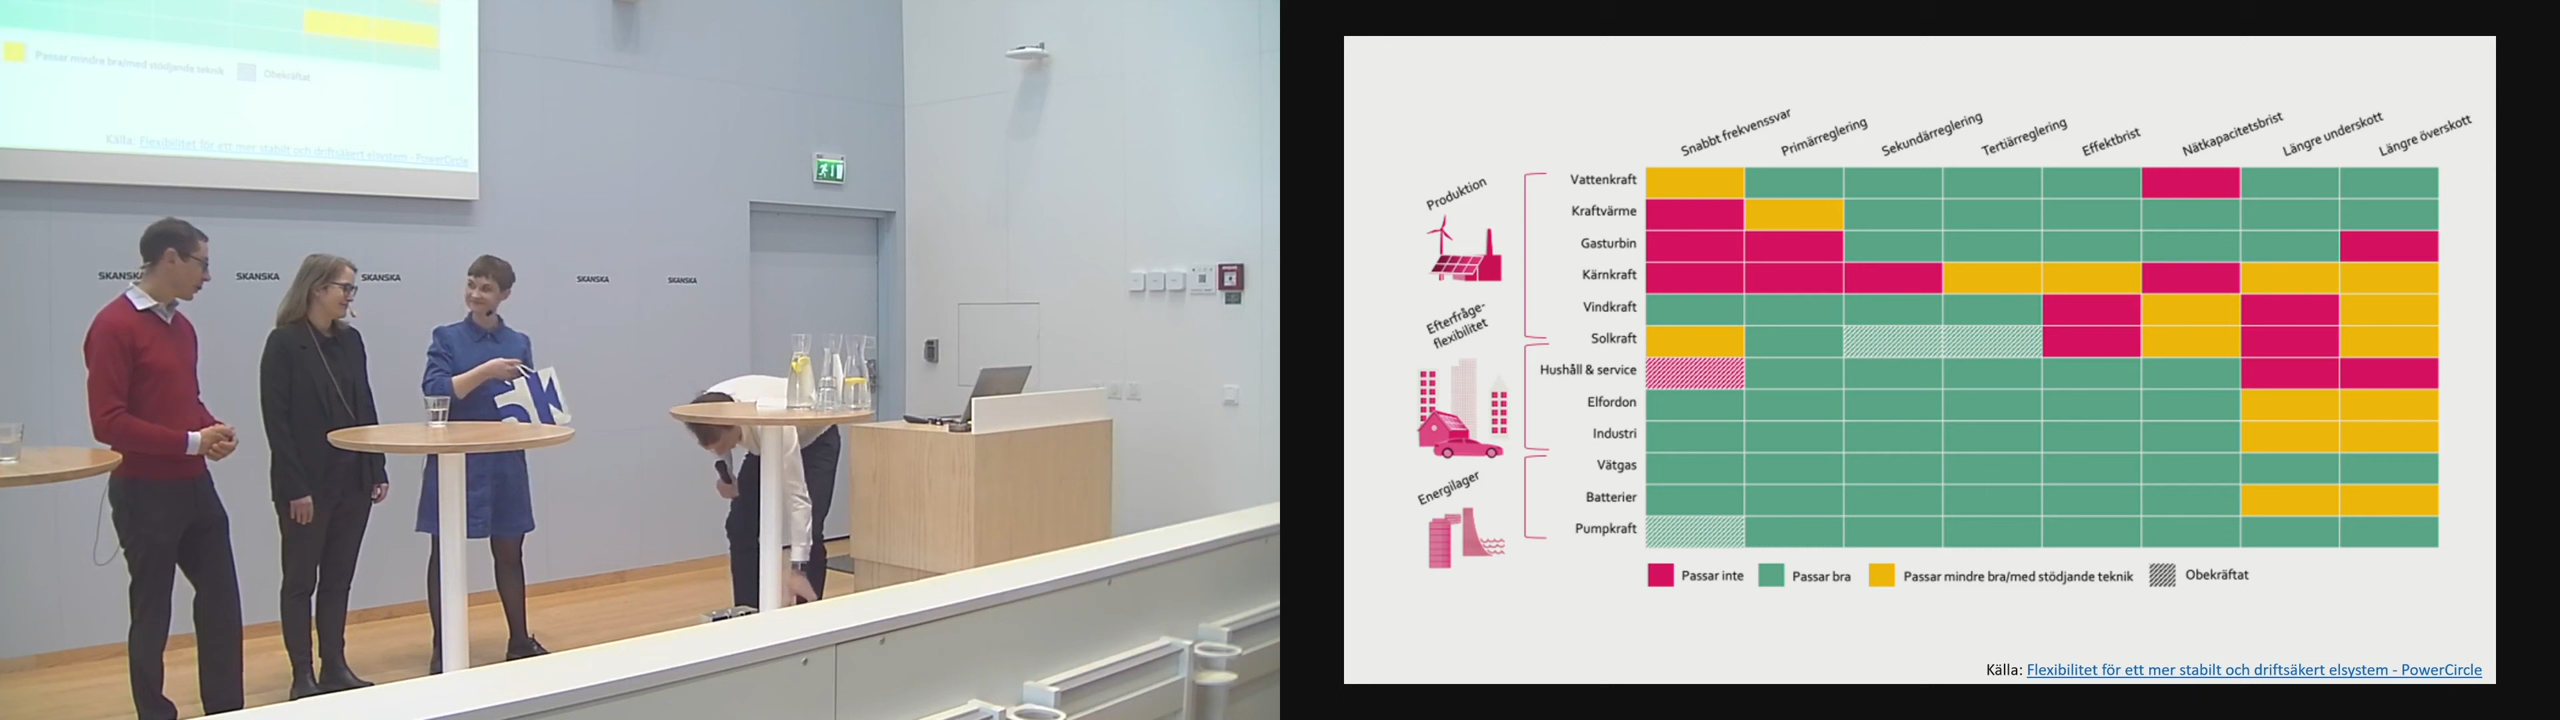 Passar mindre bra/med stödjande teknik
Obekräftat
Källa: Flexibilitet för ett mer stabilt och driftsäkert elsystem - PowerCircle
SKANSKA
SKANSKA
SKANSKA
SKANSKA
SKANSKA
Snabbt frekvenssvar
Primärreglering
Sekundärreglering
Tertiärreglering
Effektbrist
Nätkapacitetsbrist
Längre underskott
Längre överskott
Produktion
Vattenkraft
Kraftvärme
Gasturbin
Kärnkraft
Vindkraft
Solkraft
Efterfråge-
flexibilitet
Hushåll & service
Elfordon
Industri
Energilager
Vätgas
Batterier
Pumpkraft
Passar inte
Passar bra
Passar mindre bra/med stödjande teknik
Obekräftat
Källa: Flexibilitet för ett mer stabilt och driftsäkert elsystem - PowerCircle